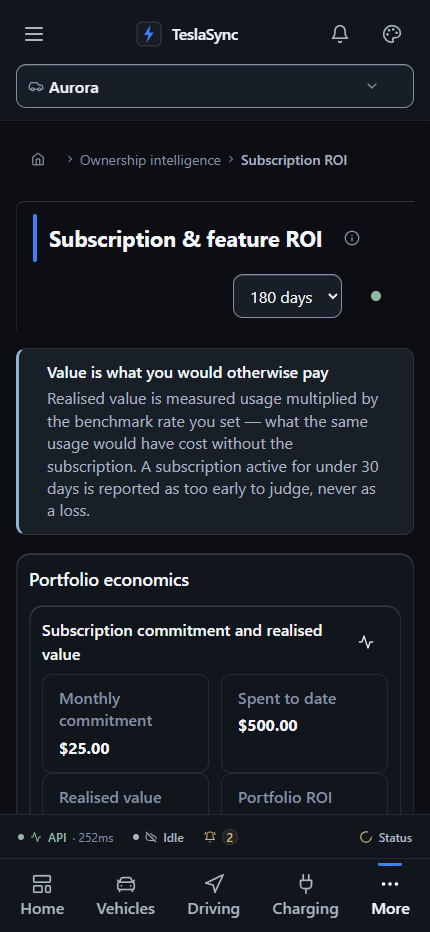 TeslaSync
Aurora
Ownership intelligence
Subscription ROI
Subscription & feature ROI
180 days
Value is what you would otherwise pay
Realised value is measured usage multiplied by
the benchmark rate you set — what the same
usage would have cost without the
subscription. A subscription active for under 30
days is reported as too early to judge, never as
a loss.
Portfolio economics
Subscription commitment and realised
value
Monthly
commitment
$25.00
Spent to date
$500.00
Realised value
Portfolio ROI
API · 252ms
Idle
2
Status
Home
Vehicles
Driving
Charging
More